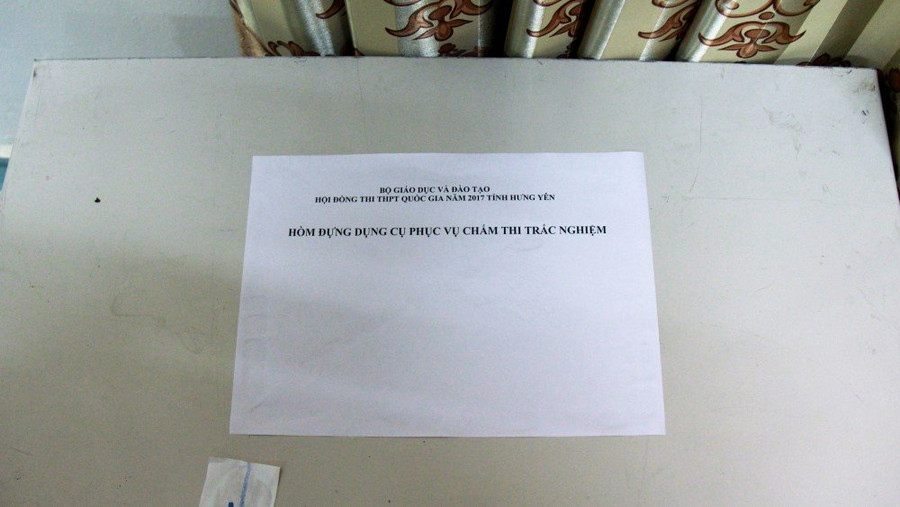 BỘ GIÁO DỤC VÀ ĐÀO TẠO
HỘI ĐỒNG THI THPT QUỐC GIA NĂM 2017 TỈNH HƯNG YÊN
HÒM ĐỰNG DỤNG CỤ PHỤC VỤ CHẤM THI TRẮC NGHIỆM